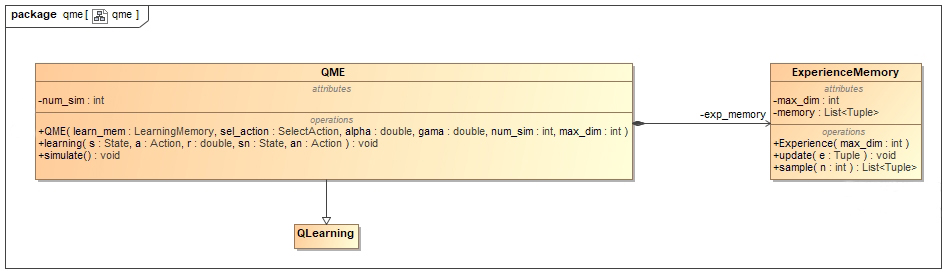 package qme [ qme ]
QME
attributes
-num_sim : int
operations
+QME( learn_mem : LearningMemory, sel_action : SelectAction, alpha : double, gama : double, num_sim : int, max_dim : int )
+learning( s : State, a : Action, r : double, sn : State, an : Action ) : void
+simulate() : void
-exp_memory
ExperienceMemory
attributes
-max_dim : int
-memory : List<Tuple>
operations
+Experience( max_dim : int )
+update( e : Tuple ) : void
+sample( n : int ) : List<Tuple>
QLearning